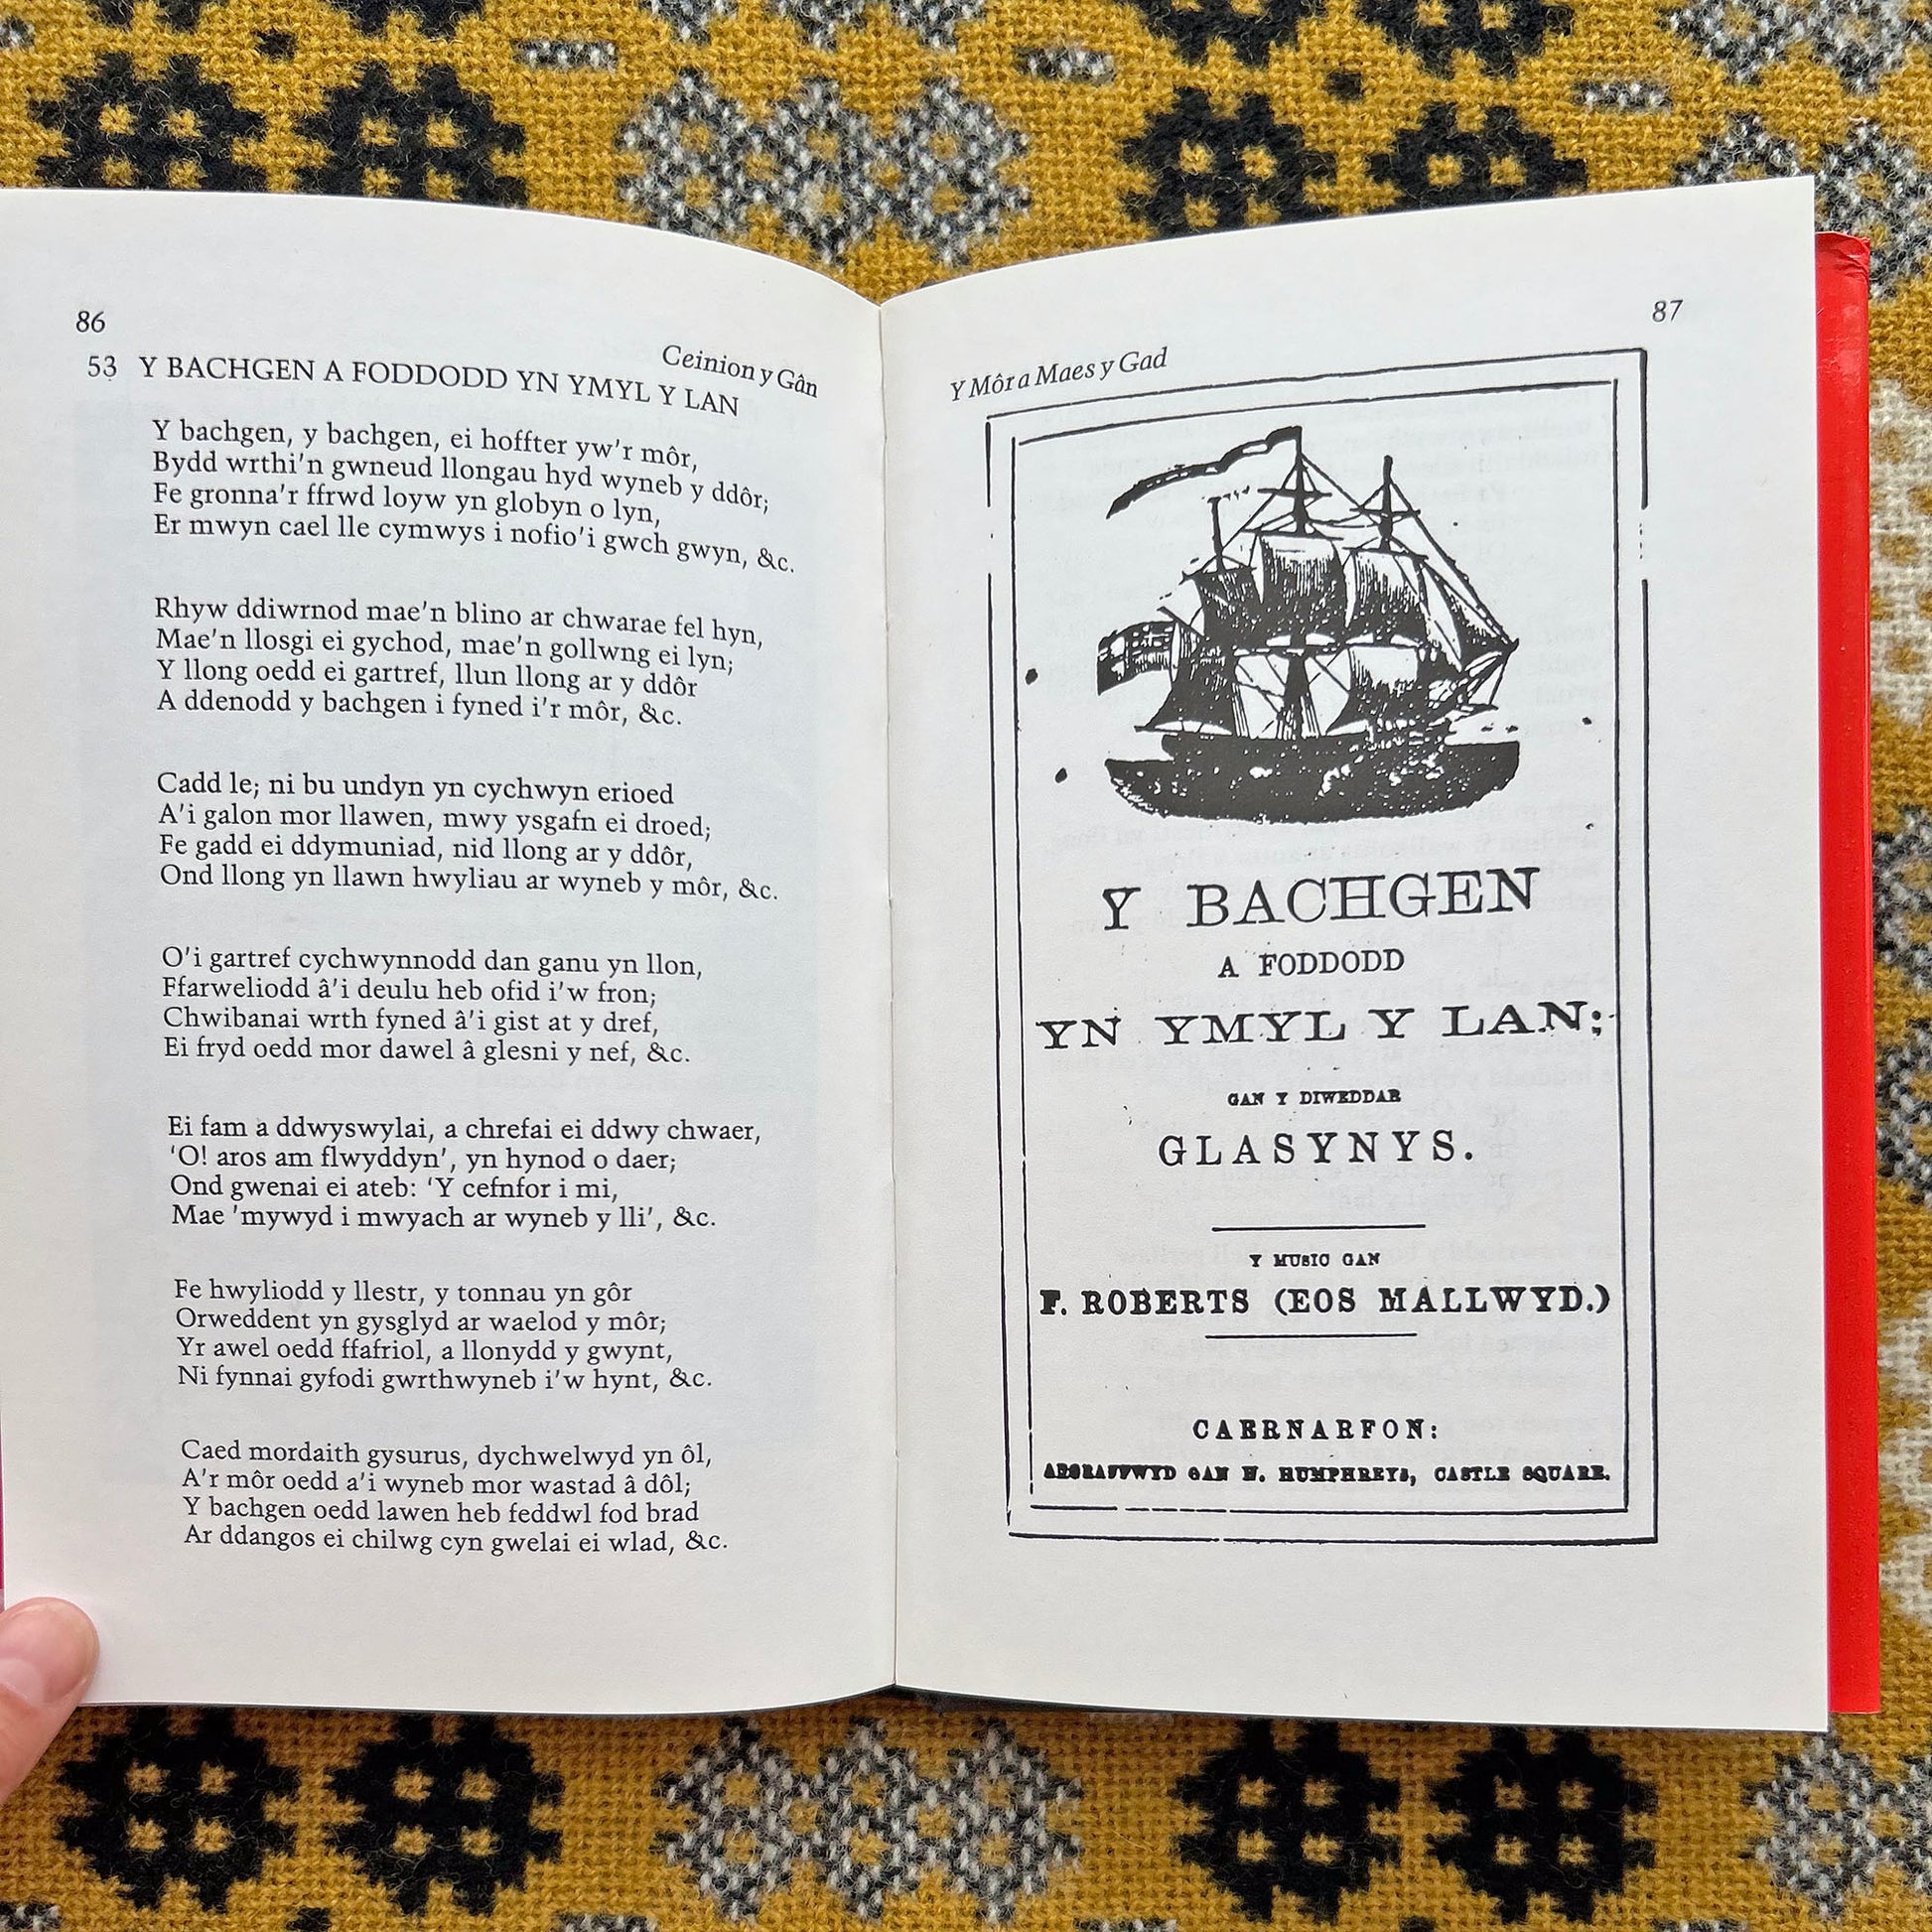 86
Ceinion y Gân
53 Y BACHGEN A FODDODD YN YMYL Y LAN
Y bachgen, y bachgen, ei hoffter yw'r môr,
Bydd wrthi'n gwneud llongau hyd wyneb y ddôr;
Fe gronna'r ffrwd loyw yn globyn o lyn,
Er mwyn cael lle cymwys i nofio'i gwch gwyn, &c.
Rhyw ddiwrnod mae'n blino ar chwarae fel hyn,
Mae'n llosgi ei gychod, mae'n gollwng ei lyn;
Y llong oedd ei gartref, llun llong ar y ddôr
A ddenodd y bachgen i fyned i'r môr, &c.
Cadd le; ni bu undyn yn cychwyn erioed
A'i galon mor llawen, mwy ysgafn ei droed;
Fe gadd ei ddymuniad, nid llong ar y ddôr,
Ond llong yn llawn hwyliau ar wyneb y môr, &c.
O'i gartref cychwynnodd dan ganu yn llon,
Ffarweliodd â'i deulu heb ofid i'w fron;
Chwibanai wrth fyned â'i gist at y dref,
Ei fryd oedd mor dawel â glesni y nef, &c.
Ei fam a ddwyswylai, a chrefai ei ddwy chwaer,
'O! aros am flwyddyn', yn hynod o daer;
Ond gwenai ei ateb: 'Y cefnfor i mi,
Mae 'mywyd i mwyach ar wyneb y lli', &c.
Fe hwyliodd y llestr, y tonnau yn gôr
Orweddent yn gysglyd ar waelod y môr;
Yr awel oedd ffafriol, a llonydd y gwynt,
Ni fynnai gyfodi gwrthwyneb i'w hynt, &c.
Caed mordaith gysurus, dychwelwyd yn ôl,
A'r môr oedd a'i wyneb mor wastad â dôl;
Y bachgen oedd lawen heb feddwl fod brad
Ar ddangos ei chilwg cyn gwelai ei wlad, &c.
87
Y Môr a Maes y Gad
Y BACHGEN
A FODDODD
YN YMYL Y LAN;
GAN Y DIWEDDAR
GLASYNYS.
Y MUSIC GAN
F. ROBERTS (EOS MALLWYD.)
CAERNARFON:
ARGRAFFWYD GAN H. HUMPHREYS, CASTLE SQUARE.